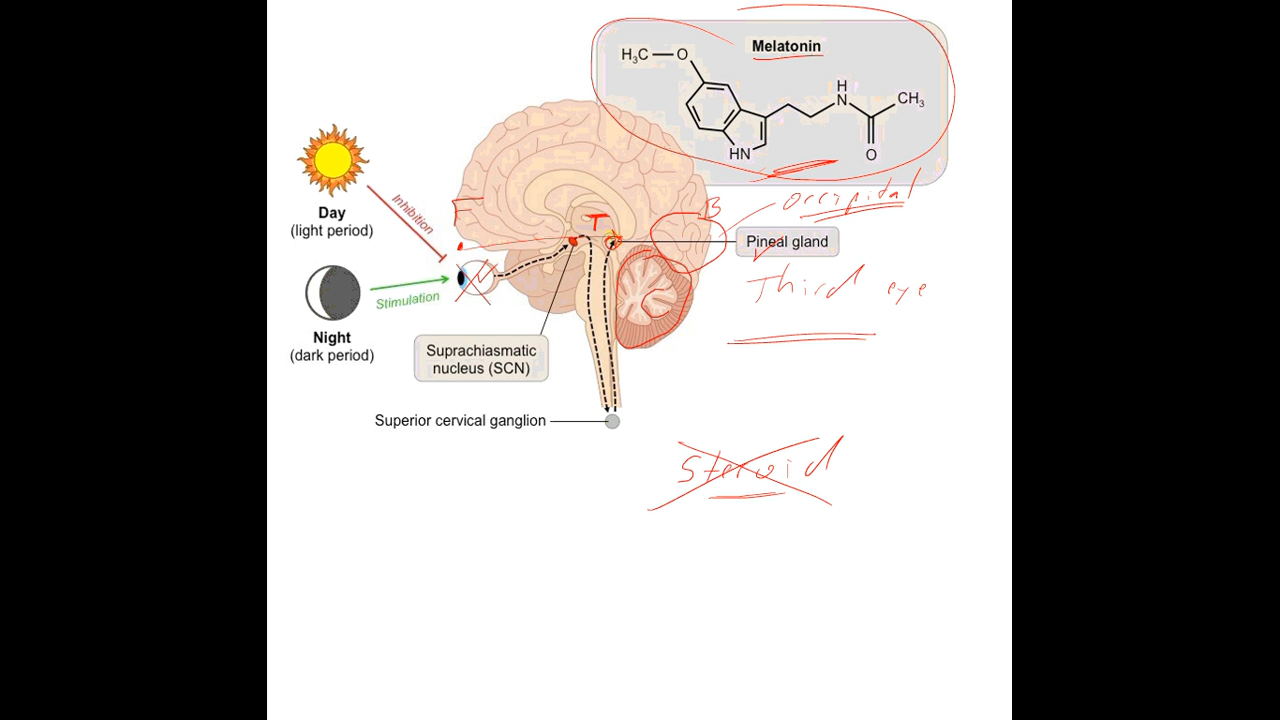 Melatonin
H₃C
O
H
N
CH₃
HN
O
Occipital
B
Day
(light period)
Inhibition
T
Pineal gland
Third eye
Stimulation
Night
(dark period)
Suprachiasmatic
nucleus (SCN)
Superior cervical ganglion
Steroid